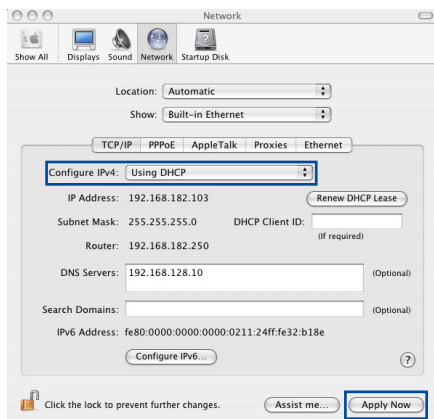 Network
Show All Displays Sound Network Startup Disk
Location: Automatic
Show: Built-in Ethernet
TCP/IP PPPoE AppleTalk Proxies Ethernet
Configure IPv4: Using DHCP
IP Address: 192.168.182.103 Renew DHCP Lease
Subnet Mask: 255.255.255.0 DHCP Client ID:
(If required)
Router: 192.168.182.250
DNS Servers: 192.168.128.10 (Optional)
Search Domains: (Optional)
IPv6 Address: fe80:0000:0000:0000:0211:24ff:fe32:b18e
Configure IPv6... ?
Click the lock to prevent further changes. Assist me... Apply Now